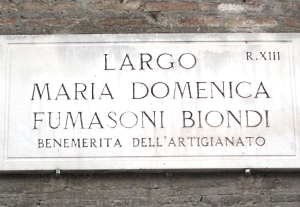 LARGO R.XIII
MARIA DOMENICA
FUMASONI BIONDI
BENEMERITA DELL'ARTIGIANATO